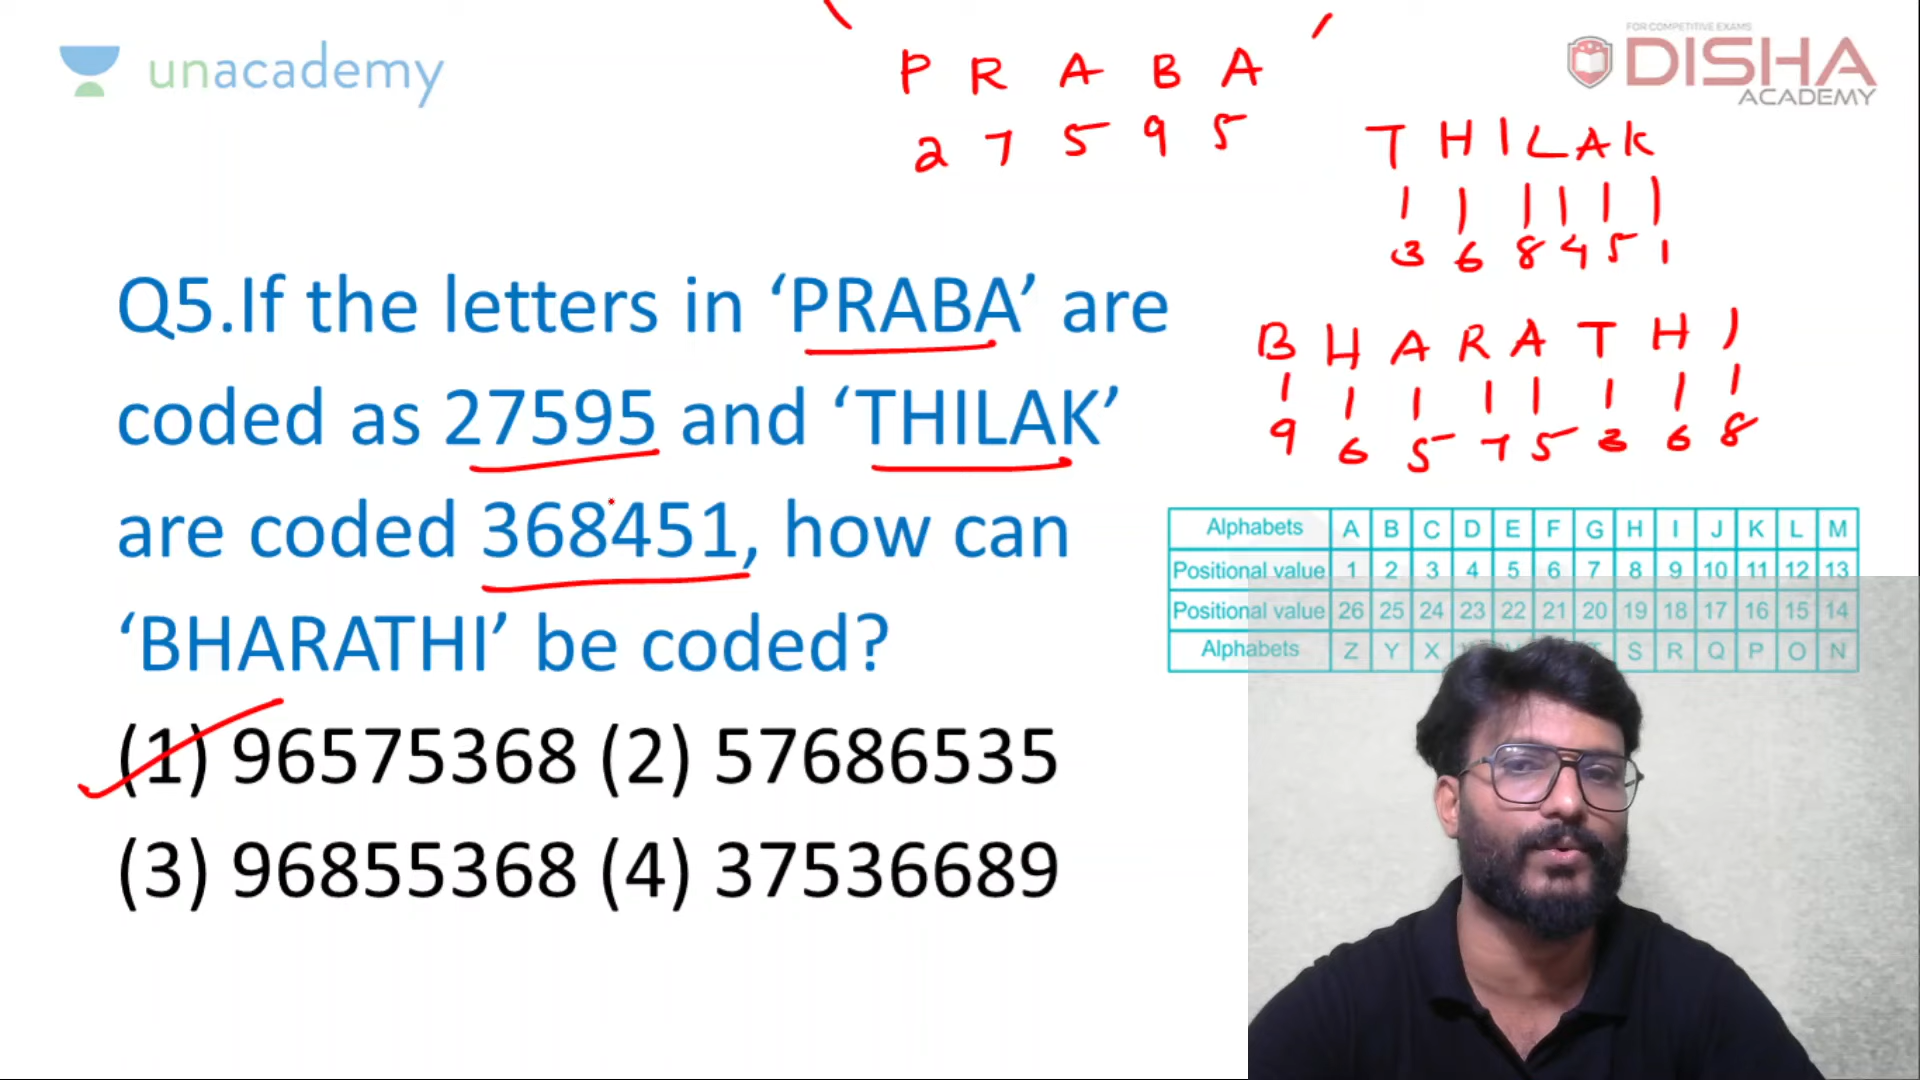 unacademy
FOR COMPETITIVE EXAMS
DISHA
ACADEMY
P R A B A
2 7 5 9 5
T H I L A K
3 6 8 4 5 1
B H A R A T H I
9 6 5 7 5 3 6 8
Q5.If the letters in ‘PRABA’ are
coded as 27595 and ‘THILAK’
are coded 368451, how can
‘BHARATHI’ be coded?
(1) 96575368 (2) 57686535
(3) 96855368 (4) 37536689
Alphabets A B C D E F G H I J K L M
Positional value 1 2 3 4 5 6 7 8 9 10 11 12 13
Positional value 26 25 24 23 22 21 20 19 18 17 16 15 14
Alphabets Z Y X S R Q P O N